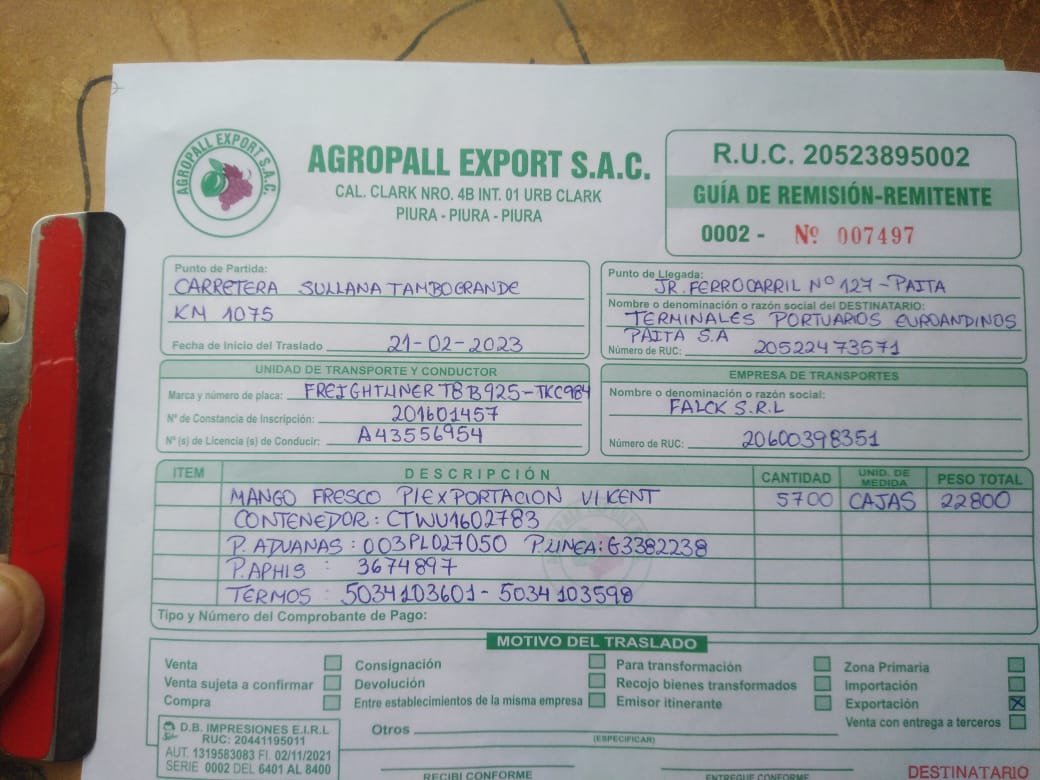 AGROPALL EXPORT S.A.C
AGROPALL EXPORT S.A.C.
CAL. CLARK NRO. 4B INT. 01 URB CLARK
PIURA - PIURA - PIURA
R.U.C. 20523895002
GUÍA DE REMISIÓN-REMITENTE
0002 - Nº 007497
Punto de Partida:
CARRETERA SULLANA TAMBOGRANDE
KM 1075
Fecha de Inicio del Traslado 21-02-2023
Punto de Llegada: JR. FERROCARRIL Nº 127 - PAITA
Nombre o denominación o razón social del DESTINATARIO:
TERMINALES PORTUARIOS EUROANDINOS
PAITA S.A
Número de RUC: 20522473571
UNIDAD DE TRANSPORTE Y CONDUCTOR
Marca y número de placa: FREIGHTLINER T8B925-TKC984
Nº de Constancia de Inscripción: 201601457
Nº (s) de Licencia (s) de Conducir: A43556954
EMPRESA DE TRANSPORTES
Nombre o denominación o razón social:
FALCK S.R.L
Número de RUC: 20600398351
ITEM DESCRIPCIÓN CANTIDAD UNID. DE MEDIDA PESO TOTAL
MANGO FRESCO P/EXPORTACION V/KENT 5700 CAJAS 22800
CONTENEDOR: CTWU1602783
P. ADUANAS: 003PL027050 P.LINEA: G3382238
P.APHIS : 3674897
TERMOS : 5034103601 - 5034103598
Tipo y Número del Comprobante de Pago:
MOTIVO DEL TRASLADO
Venta
Venta sujeta a confirmar
Compra
Consignación
Devolución
Entre establecimientos de la misma empresa
Para transformación
Recojo bienes transformados
Emisor itinerante
Zona Primaria
Importación
Exportación X
Venta con entrega a terceros
Otros
(ESPECIFICAR)
D.B. IMPRESIONES E.I.R.L
RUC: 20441195011
AUT. 1319583083 FI. 02/11/2021
SERIE 0002 DEL 6401 AL 8400
RECIBI CONFORME
ENTREGUE CONFORME
DESTINATARIO